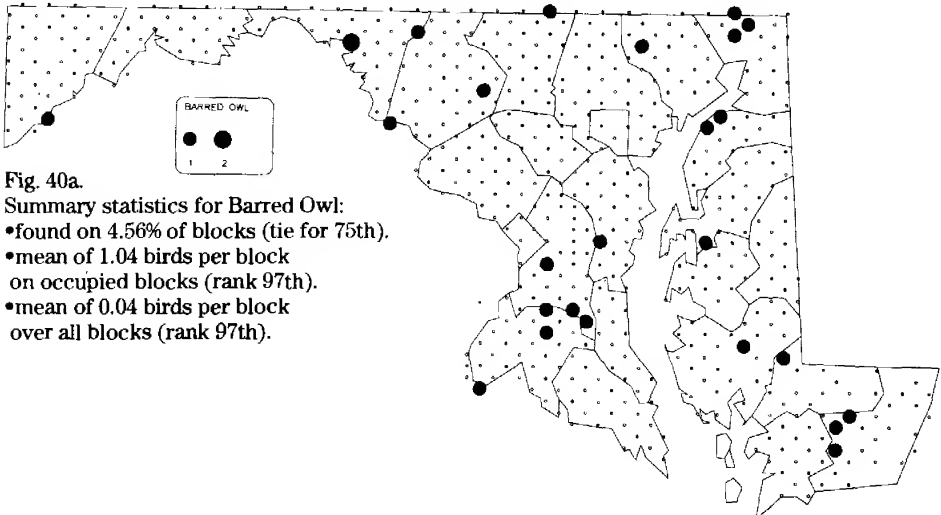 BARRED OWL
1 2
Fig. 40a.
Summary statistics for Barred Owl:
•found on 4.56% of blocks (tie for 75th).
•mean of 1.04 birds per block
on occupied blocks (rank 97th).
•mean of 0.04 birds per block
over all blocks (rank 97th).